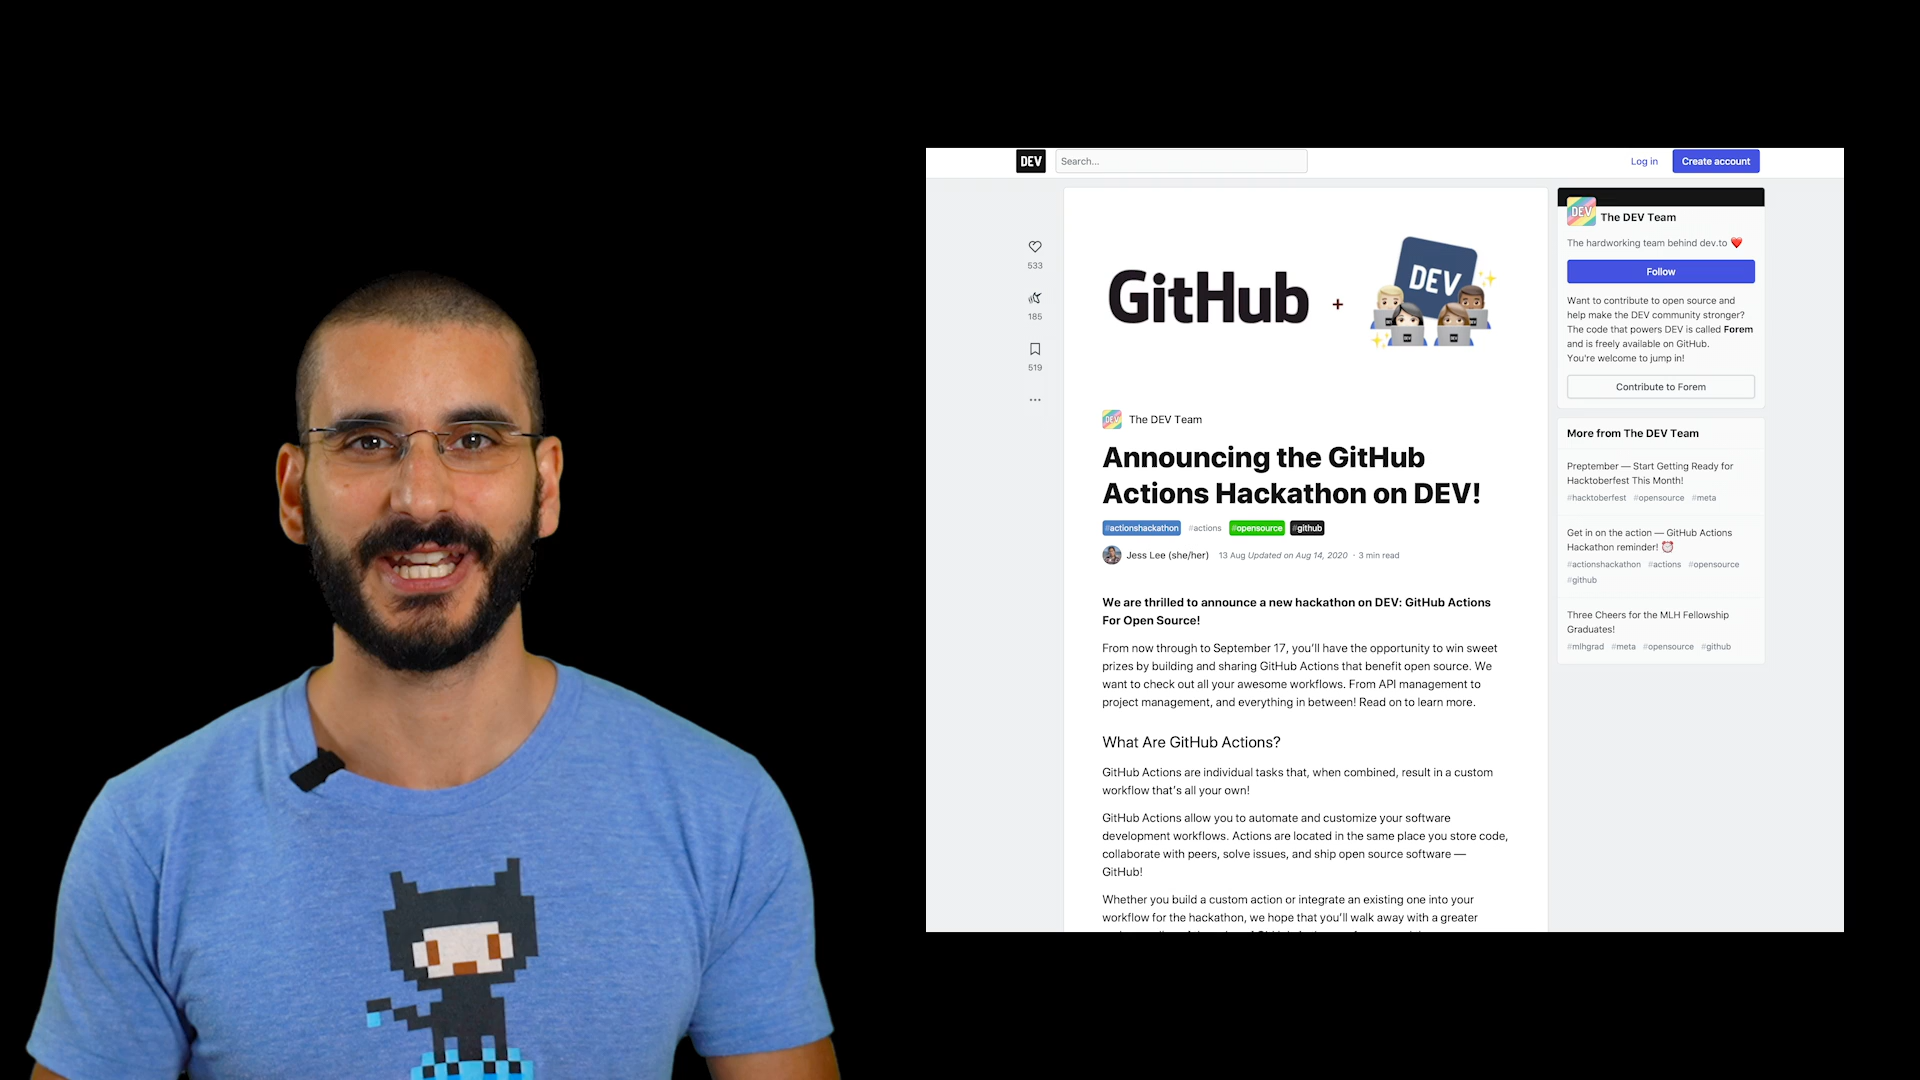 DEV
Search...
Log in
Create account
533
185
519
GitHub + DEV
The DEV Team
Announcing the GitHub
Actions Hackathon on DEV!
#actionshackathon #actions #opensource #github
Jess Lee (she/her) 13 Aug Updated on Aug 14, 2020 · 3 min read
We are thrilled to announce a new hackathon on DEV: GitHub Actions
For Open Source!
From now through to September 17, you'll have the opportunity to win sweet
prizes by building and sharing GitHub Actions that benefit open source. We
want to check out all your awesome workflows. From API management to
project management, and everything in between! Read on to learn more.
What Are GitHub Actions?
GitHub Actions are individual tasks that, when combined, result in a custom
workflow that's all your own!
GitHub Actions allow you to automate and customize your software
development workflows. Actions are located in the same place you store code,
collaborate with peers, solve issues, and ship open source software —
GitHub!
Whether you build a custom action or integrate an existing one into your
workflow for the hackathon, we hope that you'll walk away with a greater
DEV
The DEV Team
The hardworking team behind dev.to ❤️
Follow
Want to contribute to open source and
help make the DEV community stronger?
The code that powers DEV is called Forem
and is freely available on GitHub.
You're welcome to jump in!
Contribute to Forem
More from The DEV Team
Preptember — Start Getting Ready for
Hacktoberfest This Month!
#hacktoberfest #opensource #meta
Get in on the action — GitHub Actions
Hackathon reminder! ⏰
#actionshackathon #actions #opensource
#github
Three Cheers for the MLH Fellowship
Graduates!
#mlhgrad #meta #opensource #github